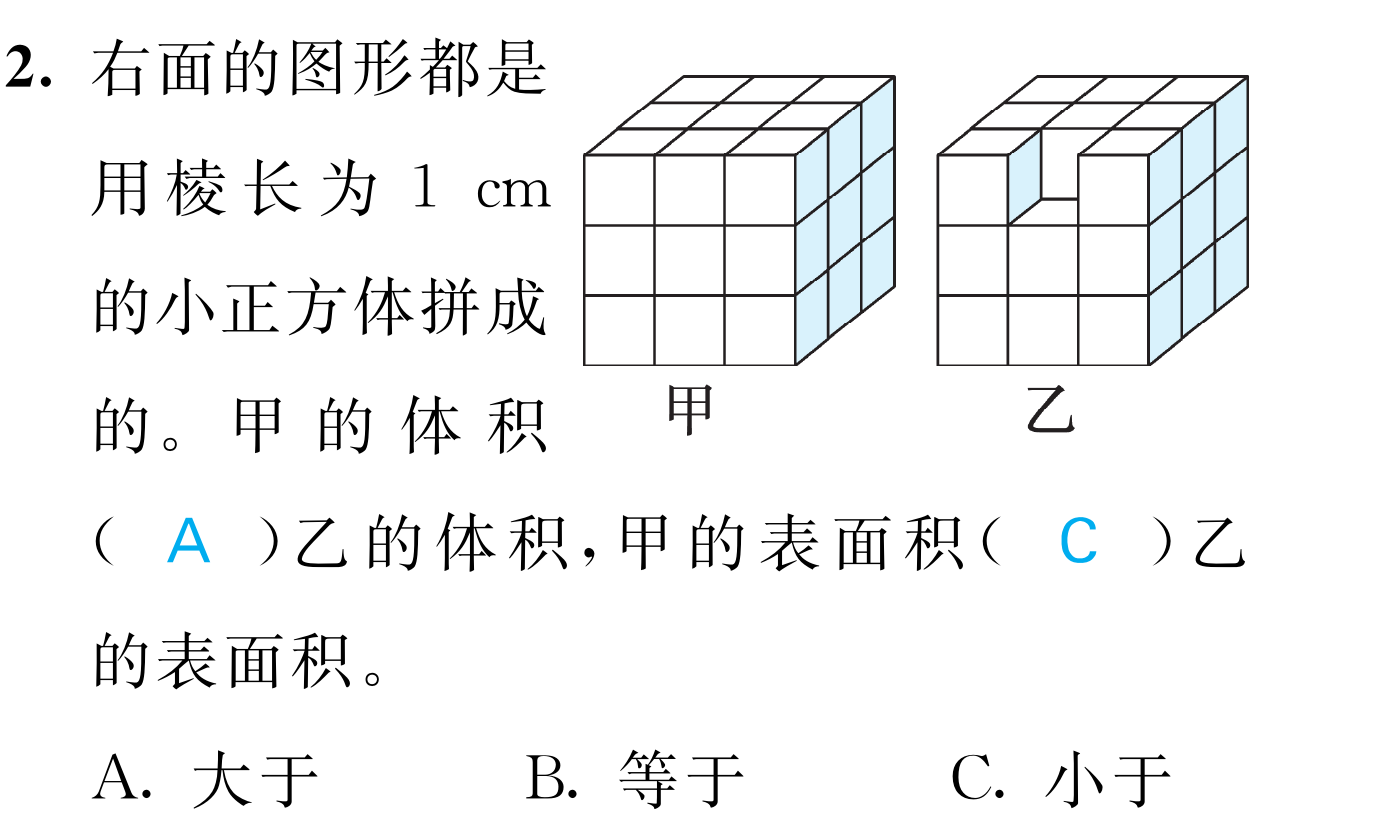 2. 右面的图形都是
用棱长为 1 cm
的小正方体拼成
的。甲的体积
甲 乙
( A )乙的体积,甲的表面积( C )乙
的表面积。
A. 大于 B. 等于 C. 小于